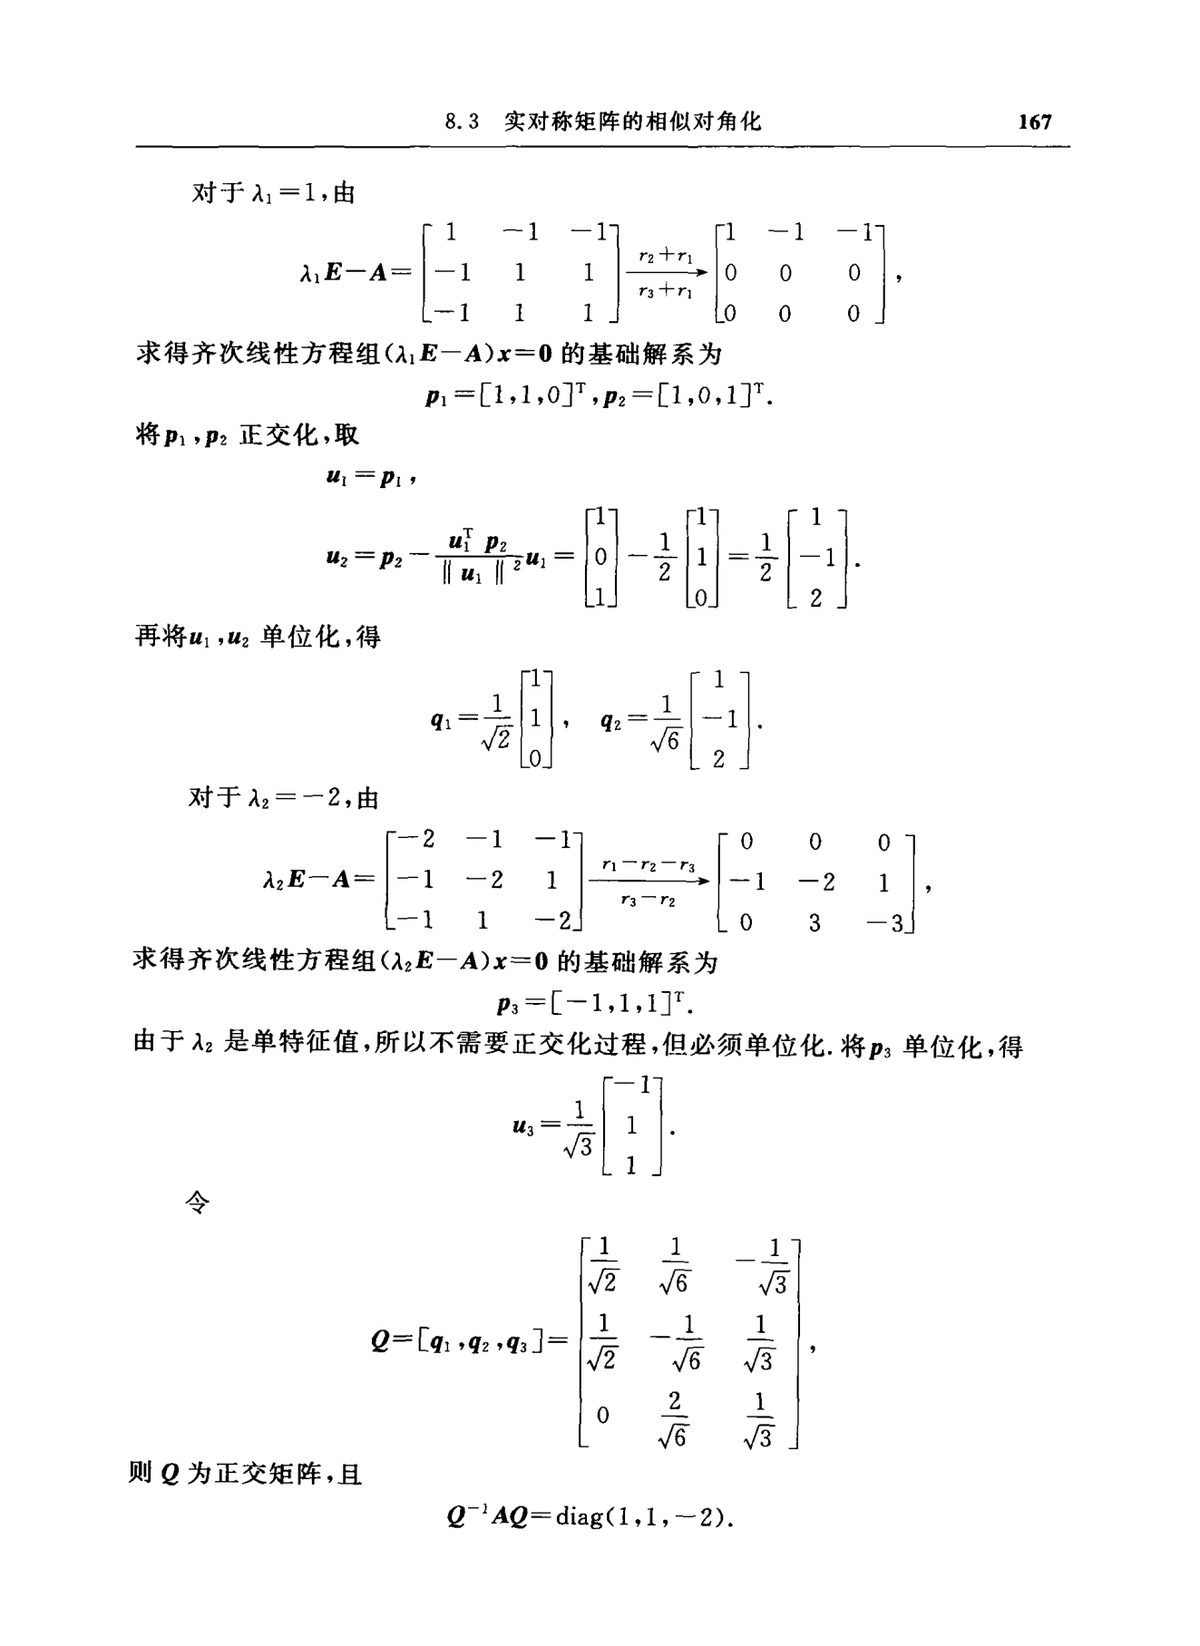 8.3 实对称矩阵的相似对角化 167
对于 λ₁=1,由
λ₁E-A=[1 -1 -1; -1 1 1; -1 1 1] →(r₂+r₁, r₃+r₁) [1 -1 -1; 0 0 0; 0 0 0],
求得齐次线性方程组(λ₁E-A)x=0 的基础解系为
p₁=[1,1,0]ᵀ,p₂=[1,0,1]ᵀ.
将p₁,p₂ 正交化,取
u₁=p₁,
u₂=p₂-(u₁ᵀ p₂)/(‖u₁‖²)u₁=[1; 0; 1]-1/2[1; 1; 0]=1/2[1; -1; 2].
再将u₁,u₂ 单位化,得
q₁=1/√2[1; 1; 0], q₂=1/√6[1; -1; 2].
对于 λ₂=-2,由
λ₂E-A=[-2 -1 -1; -1 -2 1; -1 1 -2] →(r₁-r₂-r₃, r₃-r₂) [0 0 0; -1 -2 1; 0 3 -3],
求得齐次线性方程组(λ₂E-A)x=0 的基础解系为
p₃=[-1,1,1]ᵀ.
由于 λ₂ 是单特征值,所以不需要正交化过程,但必须单位化.将p₃ 单位化,得
u₃=1/√3[-1; 1; 1].
令
Q=[q₁,q₂,q₃]=[1/√2 1/√6 -1/√3; 1/√2 -1/√6 1/√3; 0 2/√6 1/√3],
则 Q 为正交矩阵,且
Q⁻¹AQ=diag(1,1,-2).